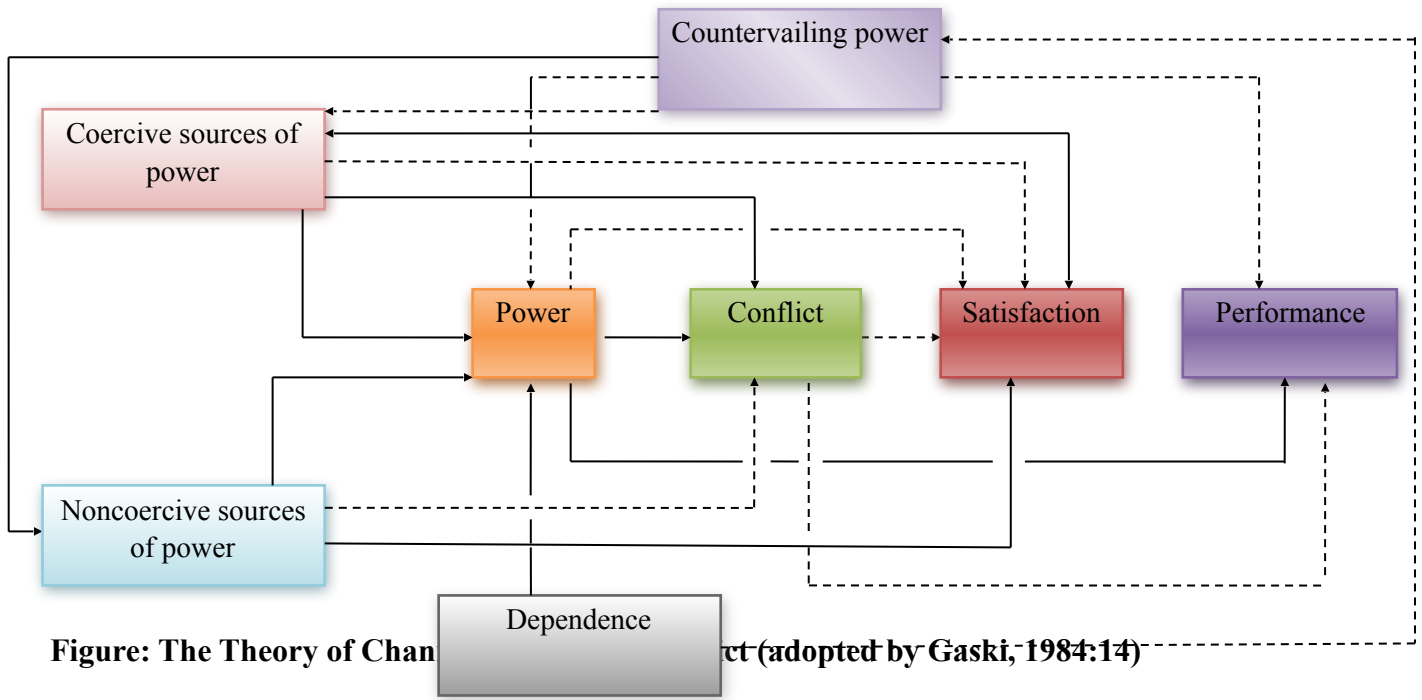 Countervailing power
Coercive sources of
power
Power
Conflict
Satisfaction
Performance
Noncoercive sources
of power
Dependence
Figure: The Theory of Chan ct (adopted by Gaski, 1984:14)